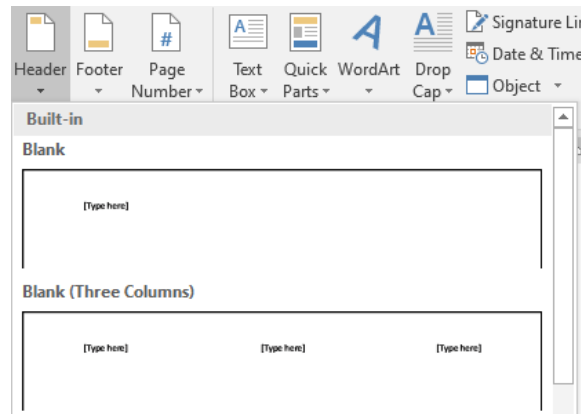 Header Footer Page Number
Text Box Quick Parts WordArt Drop Cap
Signature Li
Date & Time
Object
Built-in
Blank
[Type here]
Blank (Three Columns)
[Type here] [Type here] [Type here]